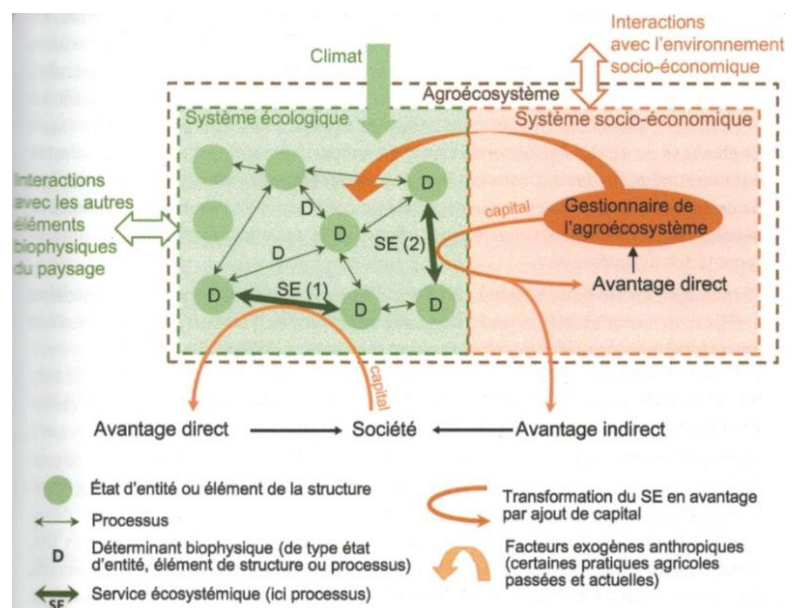 Interactions
avec l'environnement
socio-économique
Climat
Agroécosystème
Système écologique
Système socio-économique
D
D
D
SE (2)
capital
Gestionnaire de
l'agroécosystème
Interactions
avec les autres
éléments
biophysiques
du paysage
D
SE (1)
D
D
D
Avantage direct
capital
Avantage direct
Société
Avantage indirect
État d'entité ou élément de la structure
Processus
D
Déterminant biophysique (de type état
d'entité, élément de structure ou processus)
SE
Service écosystémique (ici processus)
Transformation du SE en avantage
par ajout de capital
Facteurs exogènes anthropiques
(certaines pratiques agricoles
passées et actuelles)